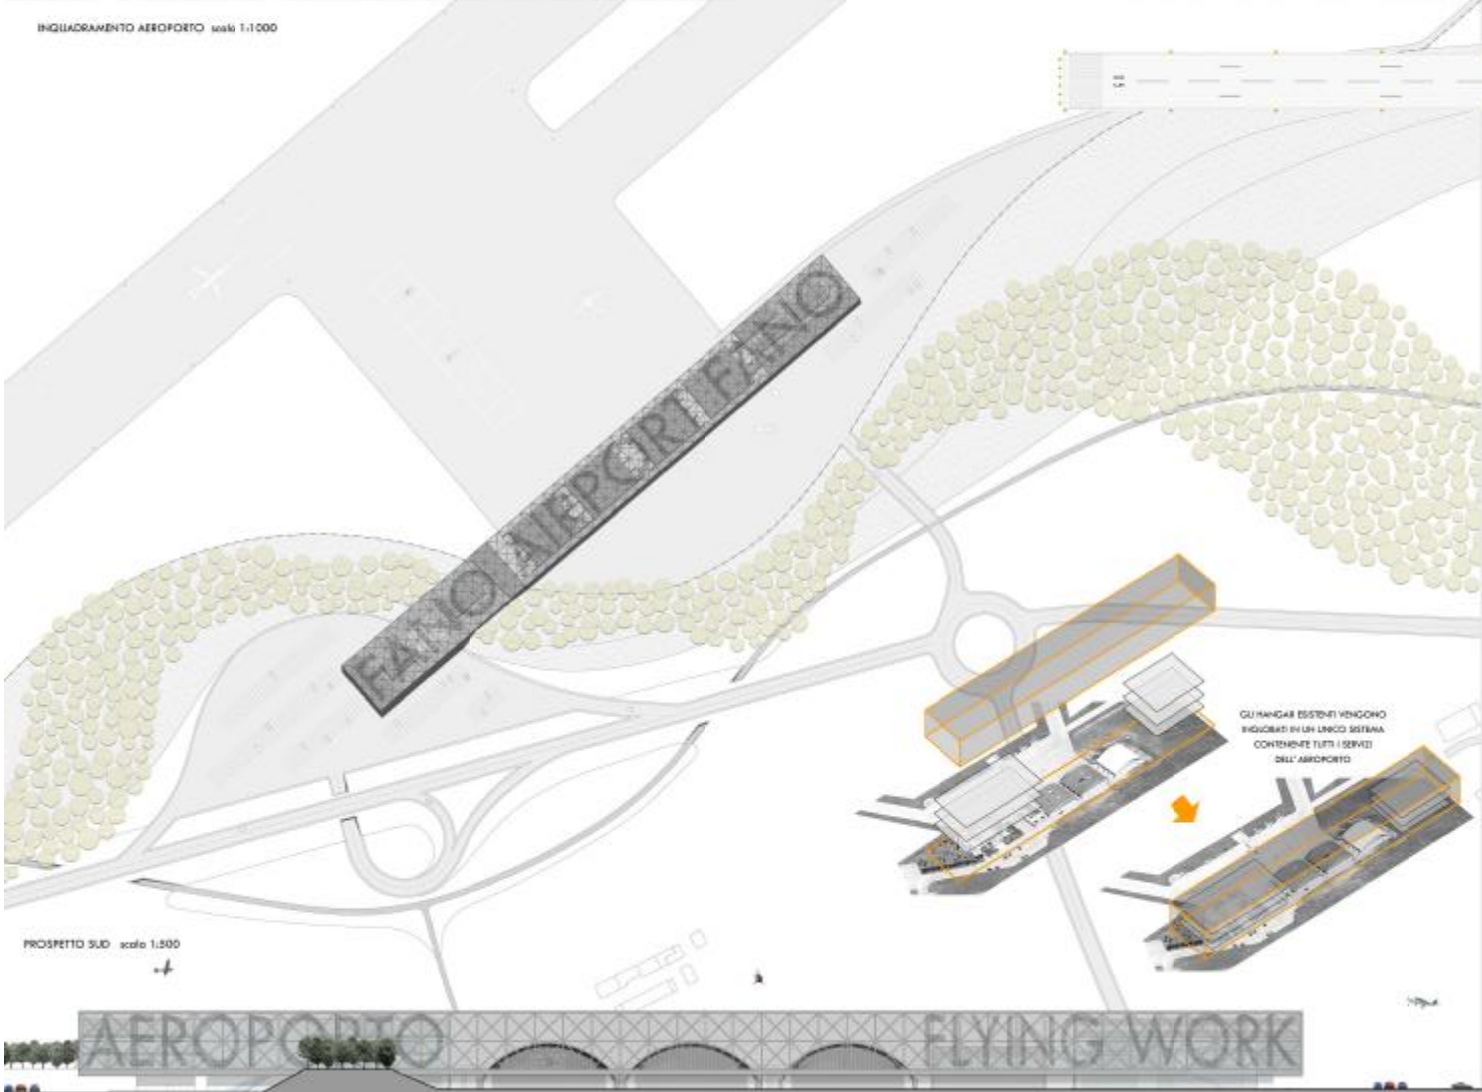 INQUADRAMENTO AEROPORTO scala 1:1000
FANO AIEPORT FANO
GLI HANGAR ESISTENTI VENGONO
INGLOBATI IN UN UNICO SISTEMA
CONTENENTE TUTTI I SERVIZI
DELL' AEROPORTO
PROSPETTO SUD scala 1:500
AEROPORTO FLYING WORK